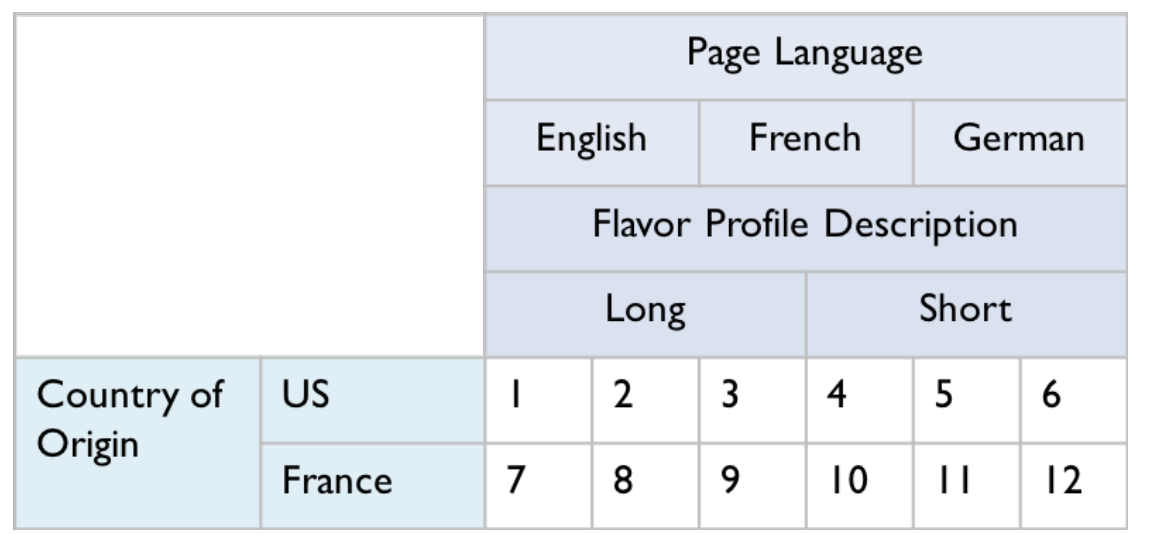 Page Language
English French German
Flavor Profile Description
Long Short
Country of Origin US 1 2 3 4 5 6
France 7 8 9 10 11 12